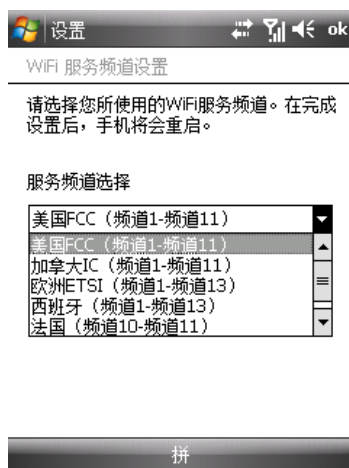 设置
ok
WiFi 服务频道设置
请选择您所使用的WiFi服务频道。在完成
设置后，手机将会重启。
服务频道选择
美国FCC（频道1-频道11）
美国FCC（频道1-频道11）
加拿大IC（频道1-频道11）
欧洲ETSI（频道1-频道13）
西班牙（频道1-频道13）
法国（频道10-频道11）
拼